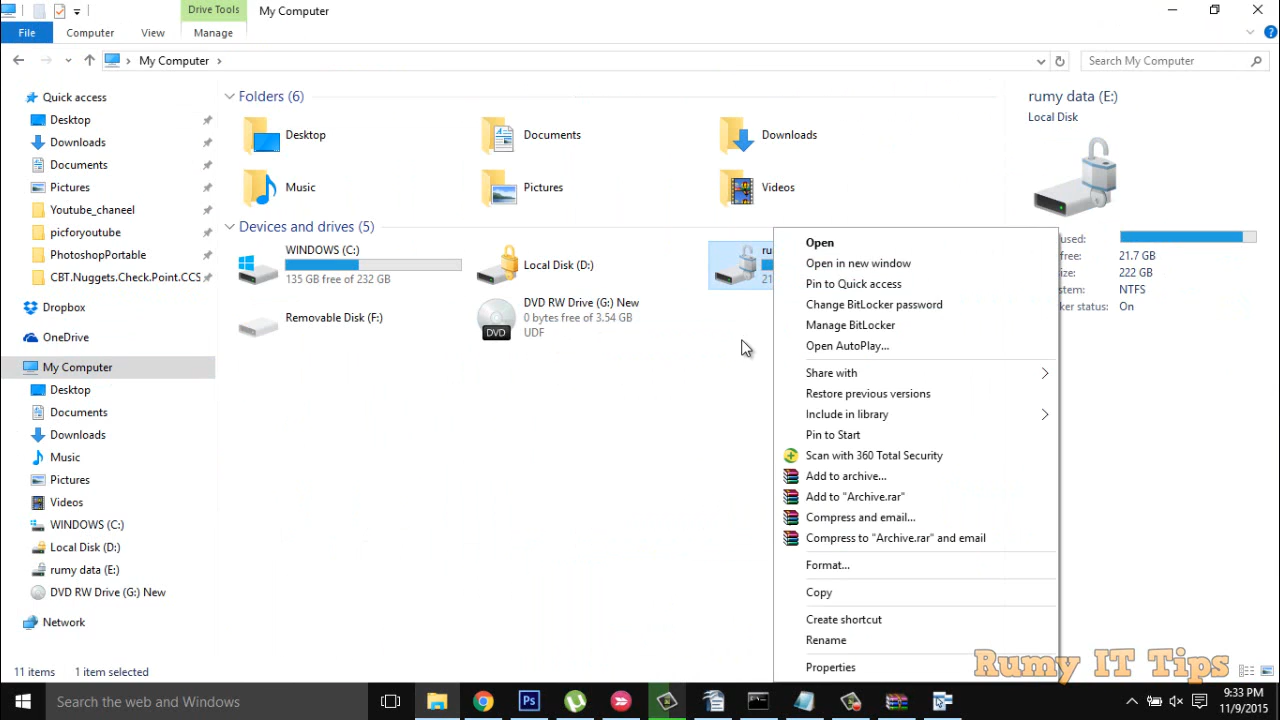 Drive Tools
My Computer
File
Computer
View
Manage
My Computer
Search My Computer
Quick access
Desktop
Downloads
Documents
Pictures
Youtube_chaneel
picforyoutube
PhotoshopPortable
CBT.Nuggets.Check.Point.CCS
Dropbox
OneDrive
My Computer
Desktop
Documents
Downloads
Music
Pictures
Videos
WINDOWS (C:)
Local Disk (D:)
rumy data (E:)
DVD RW Drive (G:) New
Network
Folders (6)
Desktop
Documents
Downloads
Music
Pictures
Videos
Devices and drives (5)
WINDOWS (C:)
135 GB free of 232 GB
Local Disk (D:)
ru
21
Removable Disk (F:)
DVD RW Drive (G:) New
0 bytes free of 3.54 GB
UDF
DVD
Open
Open in new window
Pin to Quick access
Change BitLocker password
Manage BitLocker
Open AutoPlay...
Share with
Restore previous versions
Include in library
Pin to Start
Scan with 360 Total Security
Add to archive...
Add to "Archive.rar"
Compress and email...
Compress to "Archive.rar" and email
Format...
Copy
Create shortcut
Rename
Properties
rumy data (E:)
Local Disk
used:
free: 21.7 GB
ize: 222 GB
stem: NTFS
ker status: On
11 items 1 item selected
Rumy IT Tips
Search the web and Windows
9:33 PM
11/9/2015